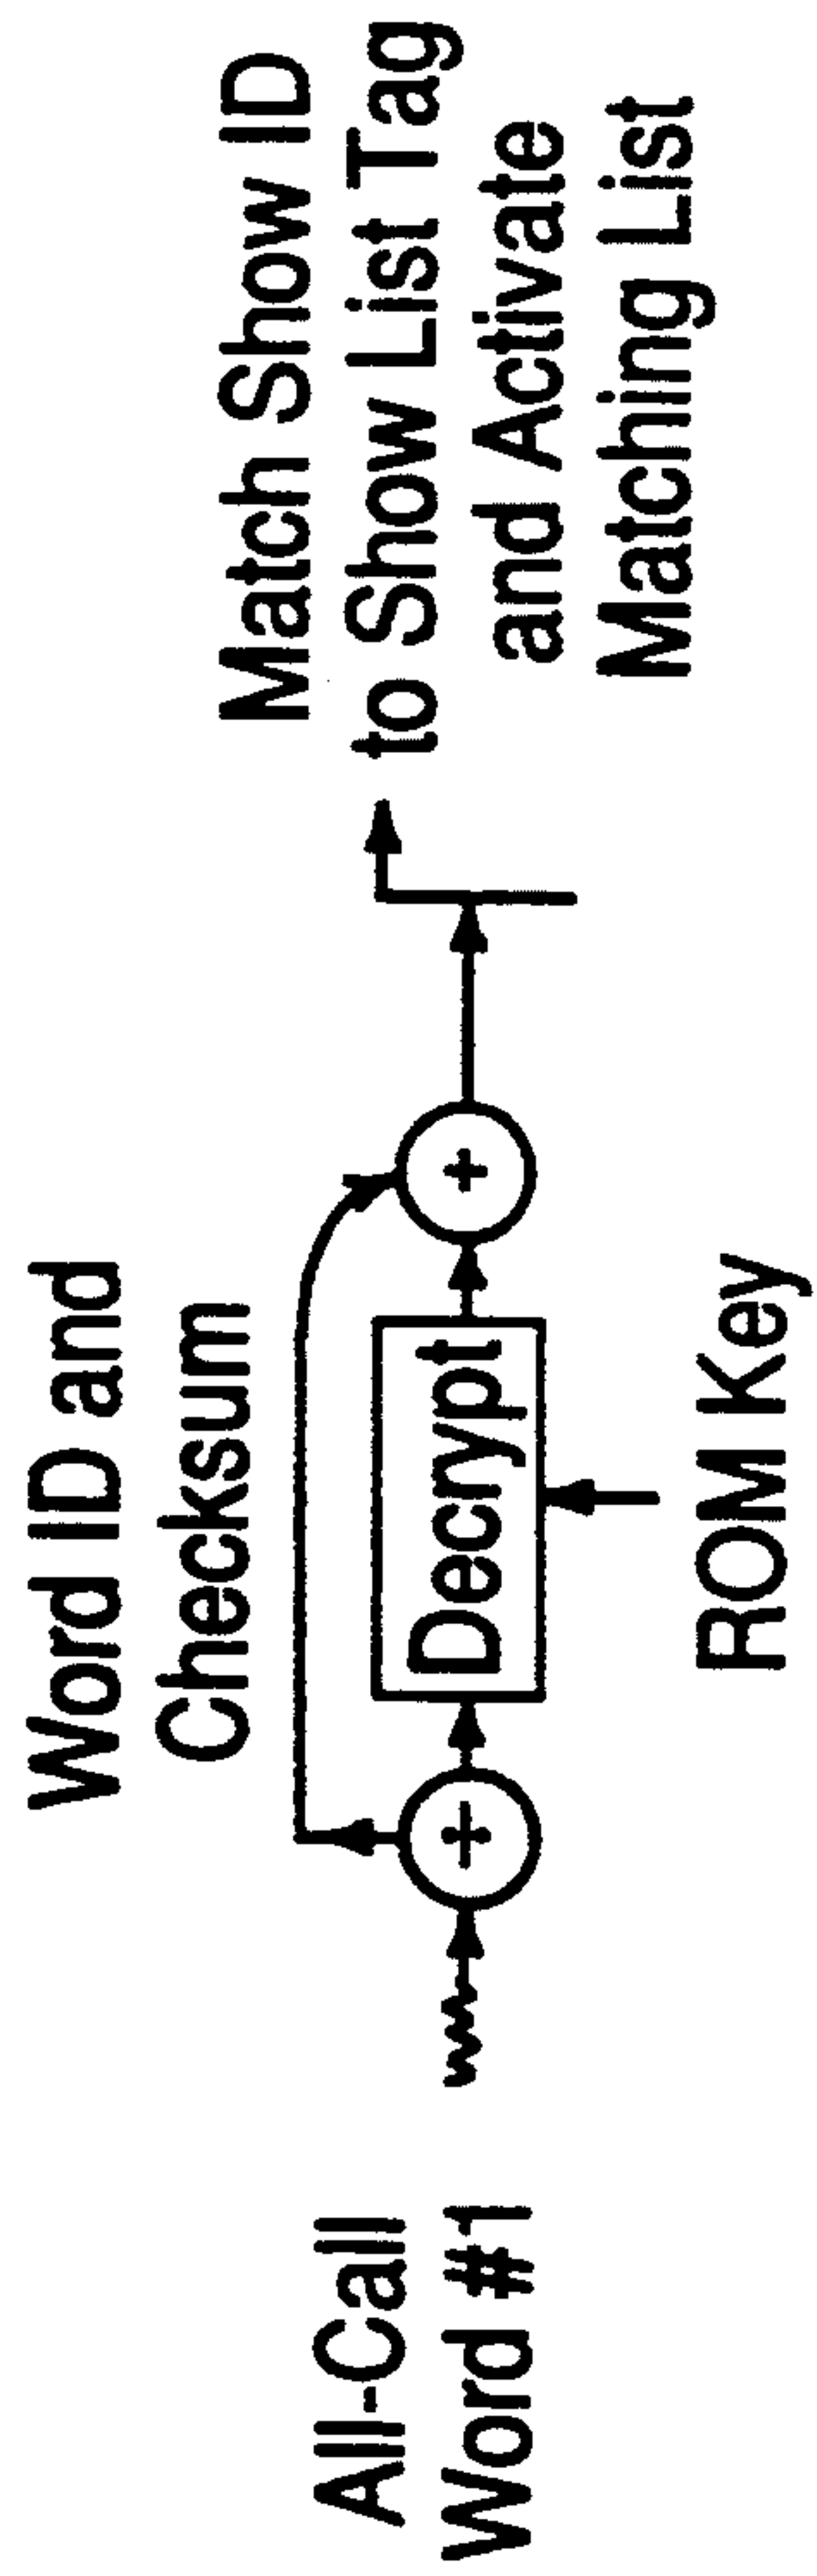 All-Call
Word #1
÷
Word ID and
Checksum
Decrypt
ROM Key
+
Match Show ID
to Show List Tag
and Activate
Matching List